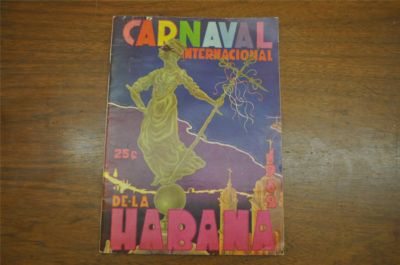 CARNAVAL
INTERNACIONAL
25¢
DE LA
HABANA